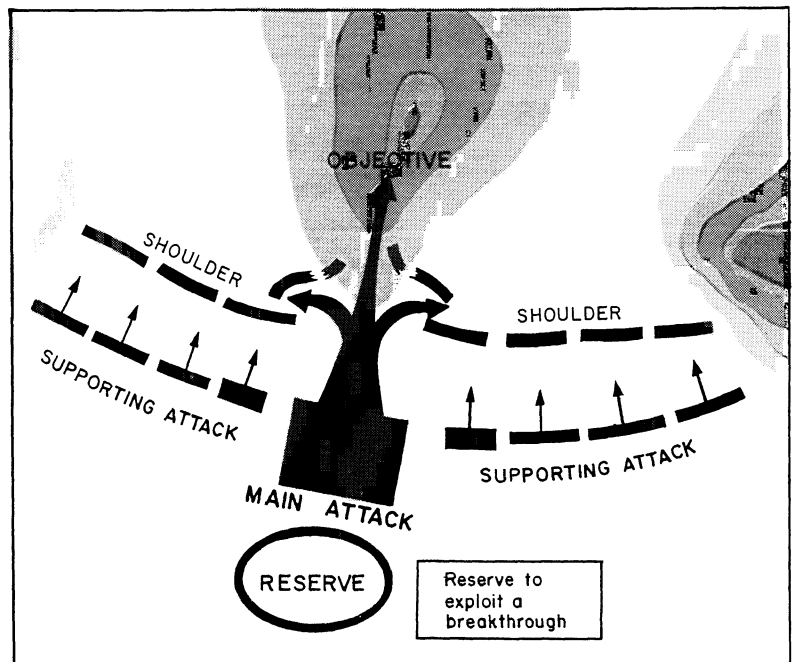 OBJECTIVE
SHOULDER
SHOULDER
SUPPORTING ATTACK
SUPPORTING ATTACK
MAIN ATTACK
RESERVE
Reserve to
exploit a
breakthrough